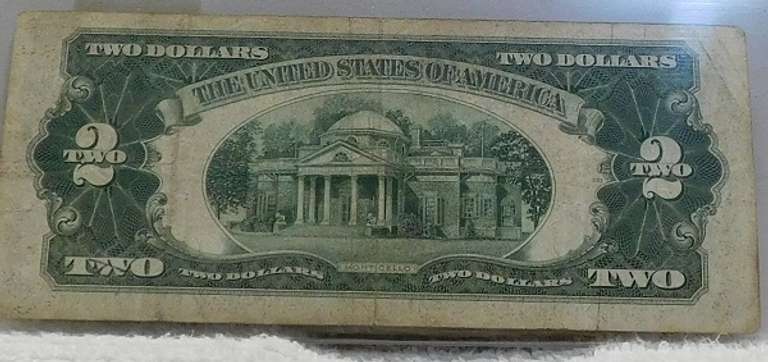 TWO DOLLARS TWO DOLLARS
THE UNITED STATES OF AMERICA
2 2
TWO TWO
MONTICELLO
TWO TWO DOLLARS TWO DOLLARS TWO